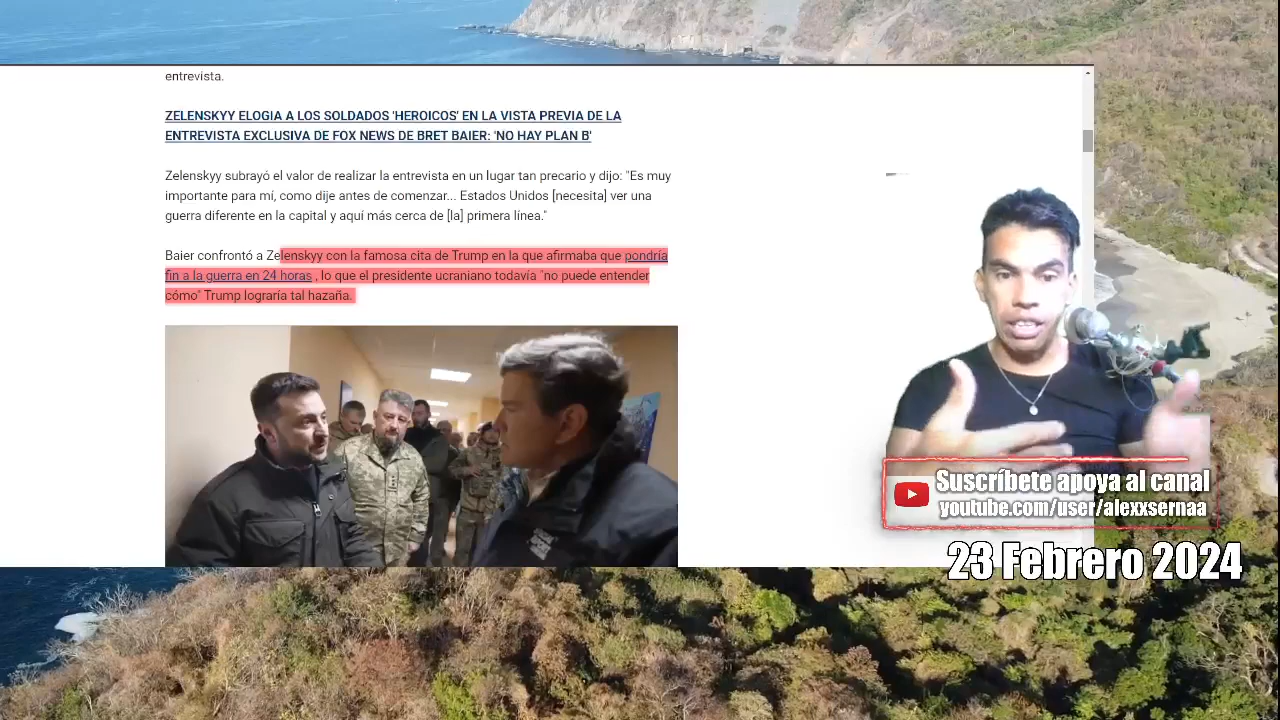 entrevista.
ZELENSKYY ELOGIA A LOS SOLDADOS 'HEROICOS' EN LA VISTA PREVIA DE LA
ENTREVISTA EXCLUSIVA DE FOX NEWS DE BRET BAIER: 'NO HAY PLAN B'
Zelenskyy subrayó el valor de realizar la entrevista en un lugar tan precario y dijo: "Es muy
importante para mí, como dije antes de comenzar... Estados Unidos [necesita] ver una
guerra diferente en la capital y aquí más cerca de [la] primera línea."
Baier confrontó a Zelenskyy con la famosa cita de Trump en la que afirmaba que pondría
fin a la guerra en 24 horas , lo que el presidente ucraniano todavía "no puede entender
cómo" Trump lograría tal hazaña.
Suscríbete apoya al canal
youtube.com/user/alexxsernaa
23 Febrero 2024